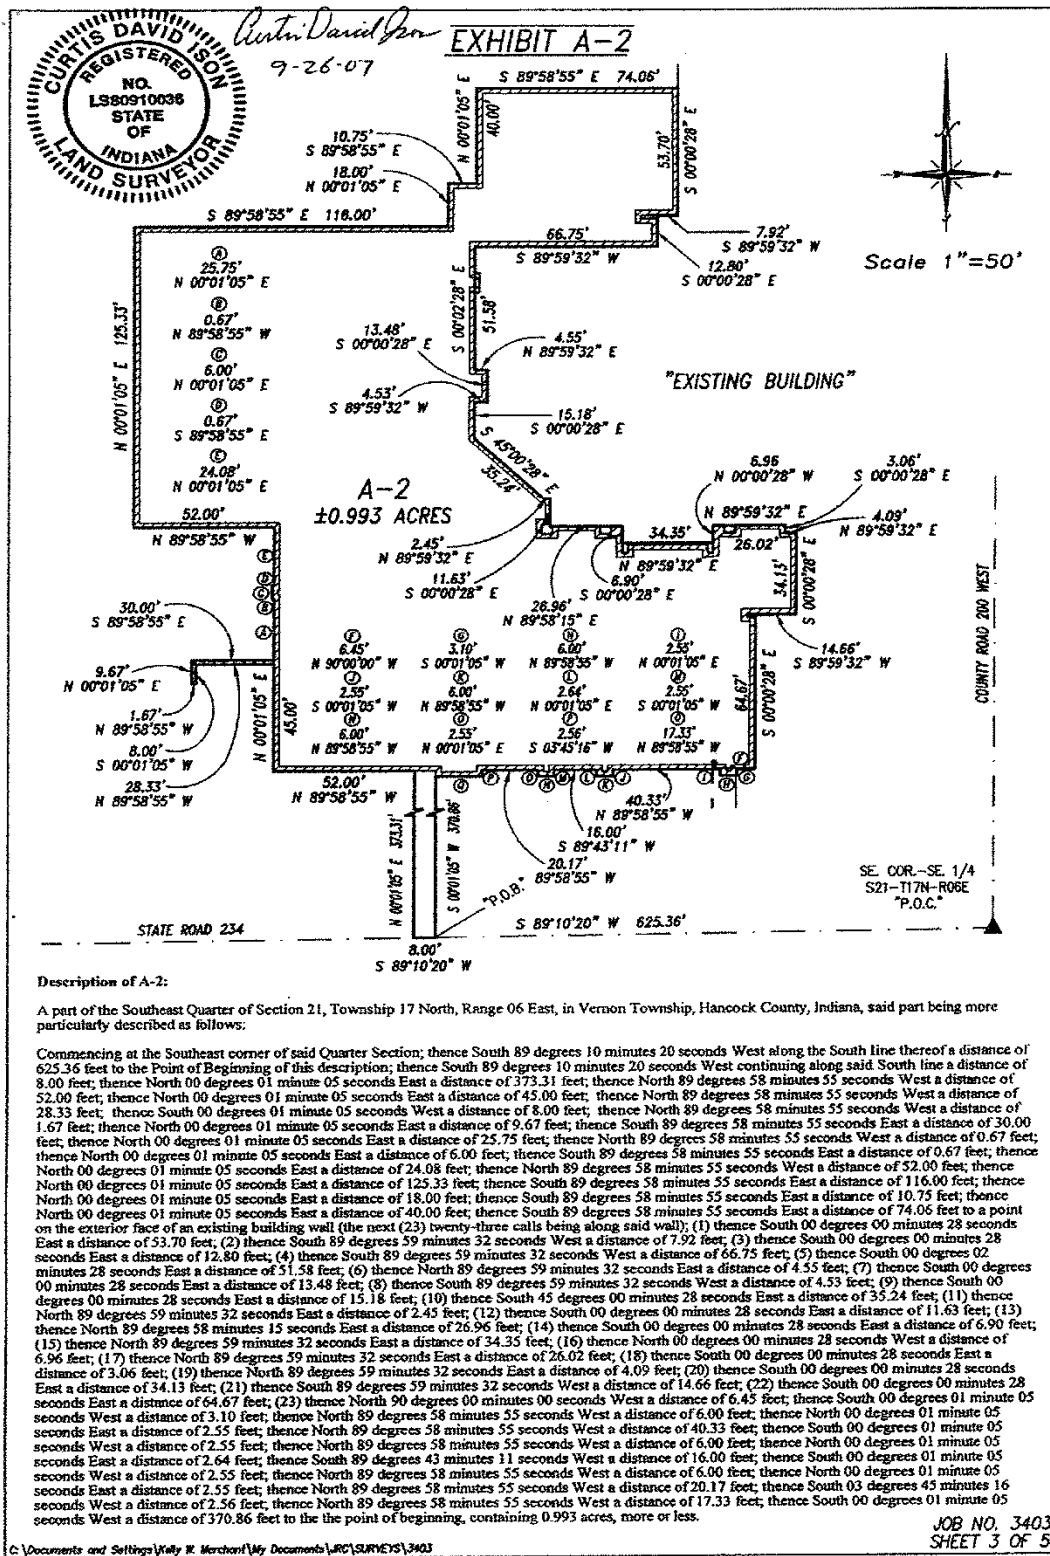 CURTIS DAVID ISON
REGISTERED
NO.
LS80910036
STATE
OF
INDIANA
LAND SURVEYOR
Curtis David Ison
9-26-07
EXHIBIT A-2
S 89°58'55" E 74.06'
N 00°01'05" E
40.00'
53.70'
S 00°00'28" E
10.75'
S 89°58'55" E
18.00'
N 00°01'05" E
S 89°58'55" E 116.00'
66.75'
S 89°59'32" W
7.92'
S 89°59'32" W
12.80'
S 00°00'28" E
Scale 1"=50'
N 00°01'05" E 125.33'
A
25.75'
N 00°01'05" E
B
0.67'
N 89°58'55" W
C
6.00'
N 00°01'05" E
D
0.67'
S 89°58'55" E
E
24.08'
N 00°01'05" E
S 00°02'28" E
51.58'
13.48'
S 00°00'28" E
4.55'
N 89°59'32" E
4.53'
S 89°59'32" W
"EXISTING BUILDING"
15.18'
S 00°00'28" E
S 45°00'28" E
35.24'
A-2
±0.993 ACRES
6.96
N 00°00'28" W
3.06'
S 00°00'28" E
N 89°59'32" E
26.02'
4.09'
N 89°59'32" E
52.00'
N 89°58'55" W
34.35'
N 89°59'32" E
2.45'
N 89°59'32" E
11.63'
S 00°00'28" E
6.90'
S 00°00'28" E
26.96'
N 89°58'15" E
34.13'
S 00°00'28" E
14.66'
S 89°59'32" W
COUNTY ROAD 200 WEST
E
D
C
B
A
30.00'
S 89°58'55" E
9.67'
N 00°01'05" E
1.67'
N 89°58'55" W
8.00'
S 00°01'05" W
28.33'
N 89°58'55" W
N 00°01'05" E
45.00'
F G H I
6.45' 3.10' 6.00' 2.55'
N 90°00'00" W S 00°01'05" W N 89°58'55" W N 00°01'05" E
J K L M
2.55' 6.00' 2.64' 2.55'
S 00°01'05" W N 89°58'55" W N 00°01'05" E S 00°01'05" W
N O P Q
6.00' 2.55' 2.56' 17.33'
N 89°58'55" W N 00°01'05" E S 03°45'16" W N 89°58'55" W
64.67'
S 00°00'28" E
52.00'
N 89°58'55" W
Q P O N M L K J I H G F
40.33'
N 89°58'55" W
16.00'
S 89°43'11" W
20.17'
89°58'55" W
N 00°01'05" E 373.31'
S 00°01'05" W 370.86'
"P.O.B."
SE. COR.-SE. 1/4
S21-T17N-R06E
"P.O.C."
STATE ROAD 234
S 89°10'20" W 625.36'
8.00'
S 89°10'20" W
Description of A-2:
A part of the Southeast Quarter of Section 21, Township 17 North, Range 06 East, in Vernon Township, Hancock County, Indiana, said part being more
particularly described as follows:
Commencing at the Southeast corner of said Quarter Section; thence South 89 degrees 10 minutes 20 seconds West along the South line thereof a distance of
625.36 feet to the Point of Beginning of this description; thence South 89 degrees 10 minutes 20 seconds West continuing along said South line a distance of
8.00 feet; thence North 00 degrees 01 minute 05 seconds East a distance of 373.31 feet; thence North 89 degrees 58 minutes 55 seconds West a distance of
52.00 feet; thence North 00 degrees 01 minute 05 seconds East a distance of 45.00 feet; thence North 89 degrees 58 minutes 55 seconds West a distance of
28.33 feet; thence South 00 degrees 01 minute 05 seconds West a distance of 8.00 feet; thence North 89 degrees 58 minutes 55 seconds West a distance of
1.67 feet; thence North 00 degrees 01 minute 05 seconds East a distance of 9.67 feet; thence South 89 degrees 58 minutes 55 seconds East a distance of 30.00
feet; thence North 00 degrees 01 minute 05 seconds East a distance of 25.75 feet; thence North 89 degrees 58 minutes 55 seconds West a distance of 0.67 feet;
thence North 00 degrees 01 minute 05 seconds East a distance of 6.00 feet; thence South 89 degrees 58 minutes 55 seconds East a distance of 0.67 feet; thence
North 00 degrees 01 minute 05 seconds East a distance of 24.08 feet; thence North 89 degrees 58 minutes 55 seconds West a distance of 52.00 feet; thence
North 00 degrees 01 minute 05 seconds East a distance of 125.33 feet; thence South 89 degrees 58 minutes 55 seconds East a distance of 116.00 feet; thence
North 00 degrees 01 minute 05 seconds East a distance of 18.00 feet; thence South 89 degrees 58 minutes 55 seconds East a distance of 10.75 feet; thence
North 00 degrees 01 minute 05 seconds East a distance of 40.00 feet; thence South 89 degrees 58 minutes 55 seconds East a distance of 74.06 feet to a point
on the exterior face of an existing building wall (the next (23) twenty-three calls being along said wall); (1) thence South 00 degrees 00 minutes 28 seconds
East a distance of 53.70 feet; (2) thence South 89 degrees 59 minutes 32 seconds West a distance of 7.92 feet; (3) thence South 00 degrees 00 minutes 28
seconds East a distance of 12.80 feet; (4) thence South 89 degrees 59 minutes 32 seconds West a distance of 66.75 feet; (5) thence South 00 degrees 02
minutes 28 seconds East a distance of 51.58 feet; (6) thence North 89 degrees 59 minutes 32 seconds East a distance of 4.55 feet; (7) thence South 00 degrees
00 minutes 28 seconds East a distance of 13.48 feet; (8) thence South 89 degrees 59 minutes 32 seconds West a distance of 4.53 feet; (9) thence South 00
degrees 00 minutes 28 seconds East a distance of 15.18 feet; (10) thence South 45 degrees 00 minutes 28 seconds East a distance of 35.24 feet; (11) thence
North 89 degrees 59 minutes 32 seconds East a distance of 2.45 feet; (12) thence South 00 degrees 00 minutes 28 seconds East a distance of 11.63 feet; (13)
thence North 89 degrees 58 minutes 15 seconds East a distance of 26.96 feet; (14) thence South 00 degrees 00 minutes 28 seconds East a distance of 6.90 feet;
(15) thence North 89 degrees 59 minutes 32 seconds East a distance of 34.35 feet; (16) thence North 00 degrees 00 minutes 28 seconds West a distance of
6.96 feet; (17) thence North 89 degrees 59 minutes 32 seconds East a distance of 26.02 feet; (18) thence South 00 degrees 00 minutes 28 seconds East a
distance of 3.06 feet; (19) thence North 89 degrees 59 minutes 32 seconds East a distance of 4.09 feet; (20) thence South 00 degrees 00 minutes 28 seconds
East a distance of 34.13 feet; (21) thence South 89 degrees 59 minutes 32 seconds West a distance of 14.66 feet; (22) thence South 00 degrees 00 minutes 28
seconds East a distance of 64.67 feet; (23) thence North 90 degrees 00 minutes 00 seconds West a distance of 6.45 feet; thence South 00 degrees 01 minute 05
seconds West a distance of 3.10 feet; thence North 89 degrees 58 minutes 55 seconds West a distance of 6.00 feet; thence North 00 degrees 01 minute 05
seconds East a distance of 2.55 feet; thence North 89 degrees 58 minutes 55 seconds West a distance of 40.33 feet; thence South 00 degrees 01 minute 05
seconds West a distance of 2.55 feet; thence North 89 degrees 58 minutes 55 seconds West a distance of 6.00 feet; thence North 00 degrees 01 minute 05
seconds East a distance of 2.64 feet; thence South 89 degrees 43 minutes 11 seconds West a distance of 16.00 feet; thence South 00 degrees 01 minute 05
seconds West a distance of 2.55 feet; thence North 89 degrees 58 minutes 55 seconds West a distance of 6.00 feet; thence North 00 degrees 01 minute 05
seconds East a distance of 2.55 feet; thence North 89 degrees 58 minutes 55 seconds West a distance of 20.17 feet; thence South 03 degrees 45 minutes 16
seconds West a distance of 2.56 feet; thence North 89 degrees 58 minutes 55 seconds West a distance of 17.33 feet; thence South 00 degrees 01 minute 05
seconds West a distance of 370.86 feet to the the point of beginning, containing 0.993 acres, more or less.
JOB NO. 3403
SHEET 3 OF 5
C:\Documents and Settings\Kelly W. Merchant\My Documents\JRC\SURVEYS\3403